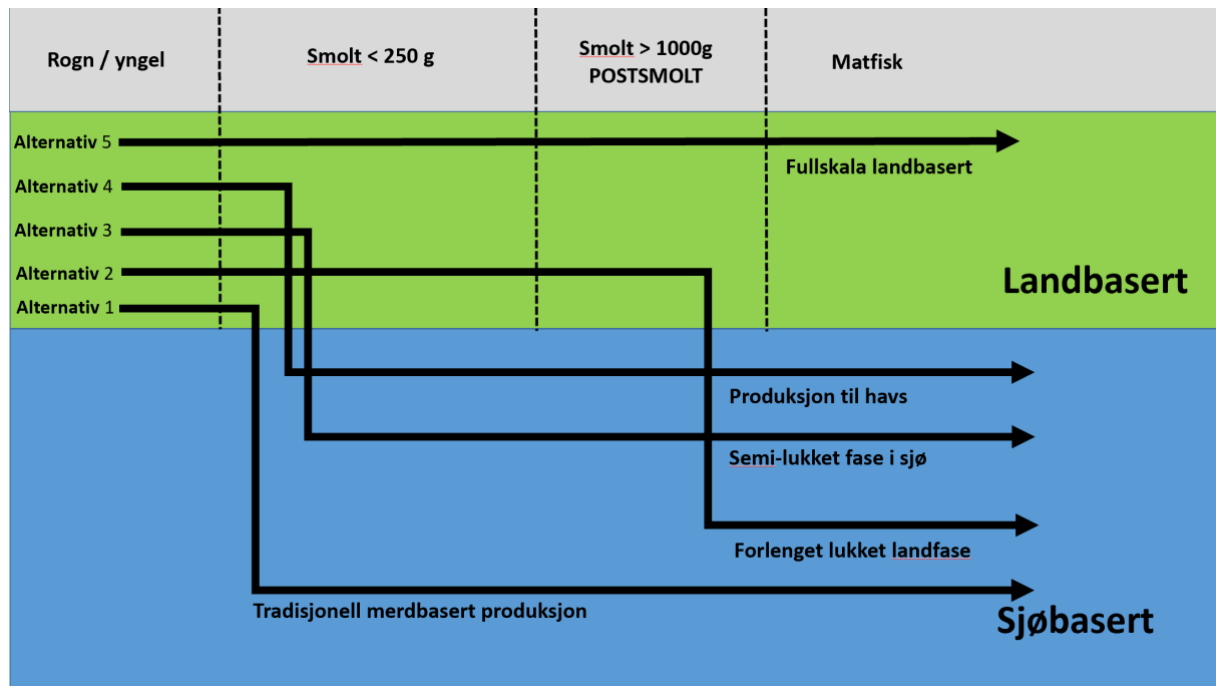 Rogn / yngel
Smolt < 250 g
Smolt > 1000g
POSTSMOLT
Matfisk
Alternativ 5
Fullskala landbasert
Alternativ 4
Alternativ 3
Alternativ 2
Alternativ 1
Landbasert
Produksjon til havs
Semi-lukket fase i sjø
Forlenget lukket landfase
Tradisjonell merdbasert produksjon
Sjøbasert